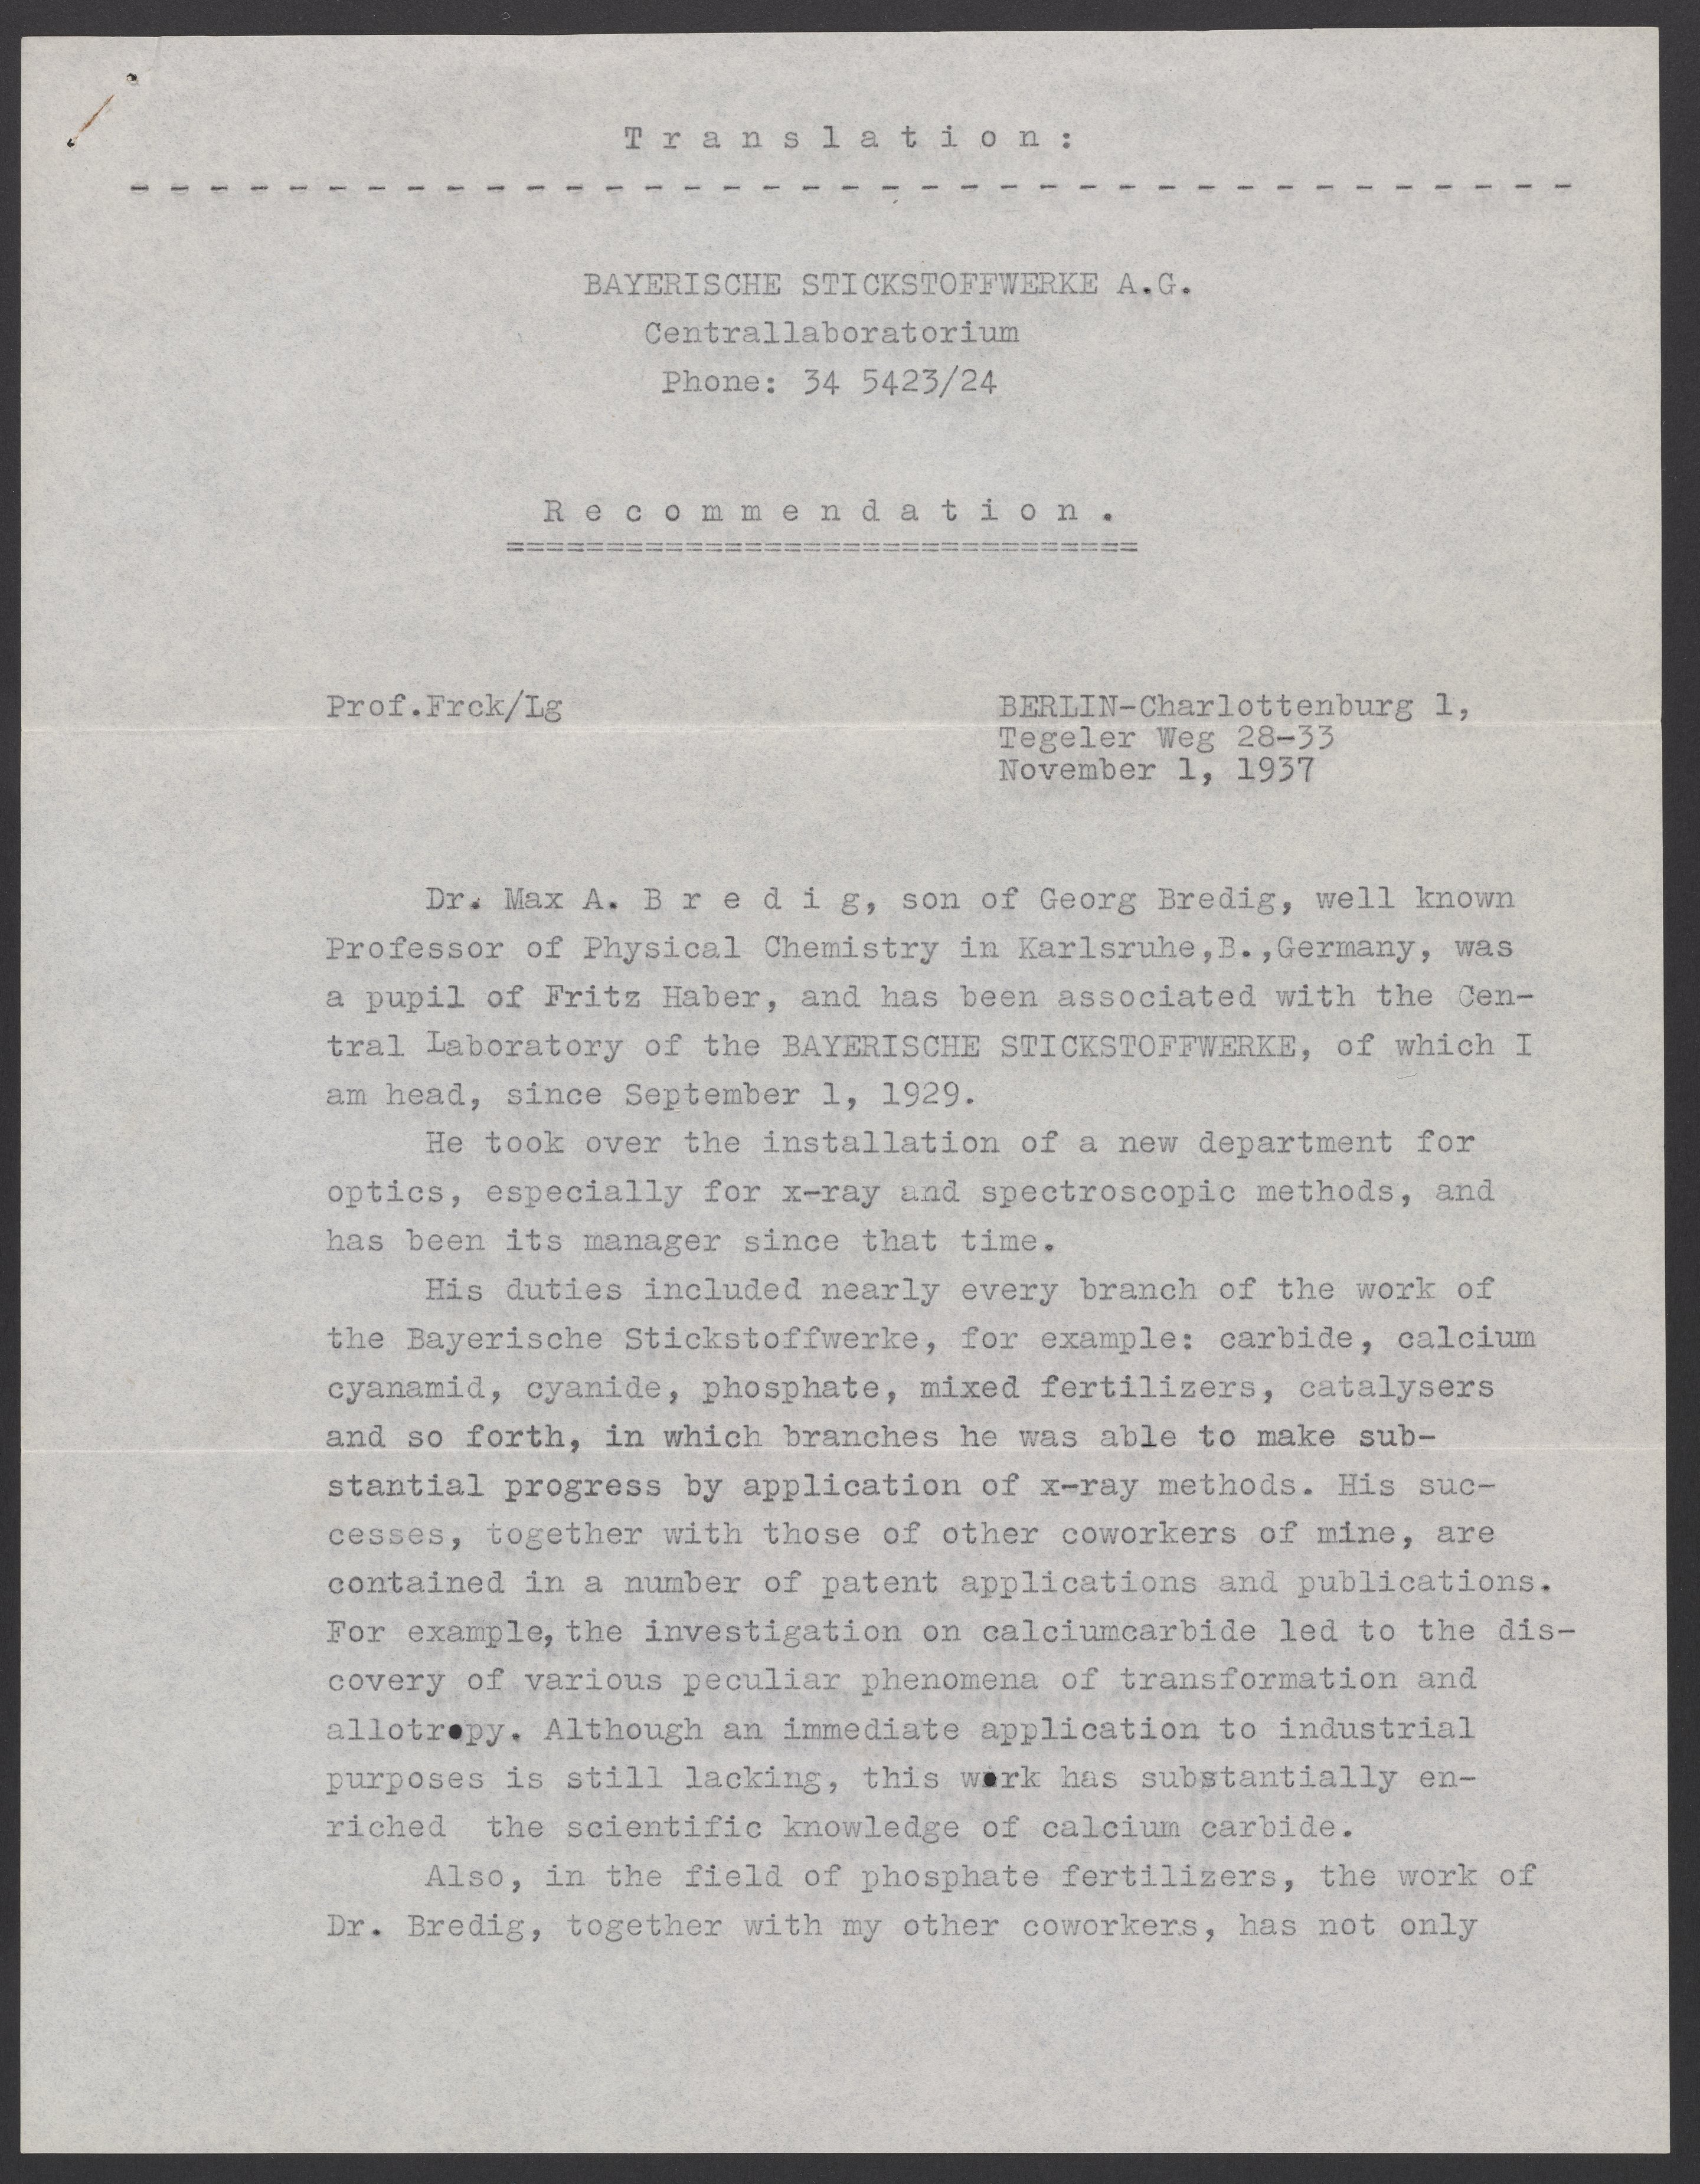 T r a n s l a t i o n :
- - - - - - - - - - - - - - - - - - - - - - - - - - - - - - - - - - - - -
BAYERISCHE STICKSTOFFWERKE A.G.
Centrallaboratorium
Phone: 34 5423/24
R e c o m m e n d a t i o n .
================================
Prof.Frck/Lg
BERLIN-Charlottenburg 1,
Tegeler Weg 28-33
November 1, 1937
Dr. Max A. B r e d i g, son of Georg Bredig, well known
Professor of Physical Chemistry in Karlsruhe,B.,Germany, was
a pupil of Fritz Haber, and has been associated with the Cen-
tral Laboratory of the BAYERISCHE STICKSTOFFWERKE, of which I
am head, since September 1, 1929.
He took over the installation of a new department for
optics, especially for x-ray and spectroscopic methods, and
has been its manager since that time.
His duties included nearly every branch of the work of
the Bayerische Stickstoffwerke, for example: carbide, calcium
cyanamid, cyanide, phosphate, mixed fertilizers, catalysers
and so forth, in which branches he was able to make sub-
stantial progress by application of x-ray methods. His suc-
cesses, together with those of other coworkers of mine, are
contained in a number of patent applications and publications.
For example, the investigation on calciumcarbide led to the dis-
covery of various peculiar phenomena of transformation and
allotropy. Although an immediate application to industrial
purposes is still lacking, this work has substantially en-
riched  the scientific knowledge of calcium carbide.
Also, in the field of phosphate fertilizers, the work of
Dr. Bredig, together with my other coworkers, has not only